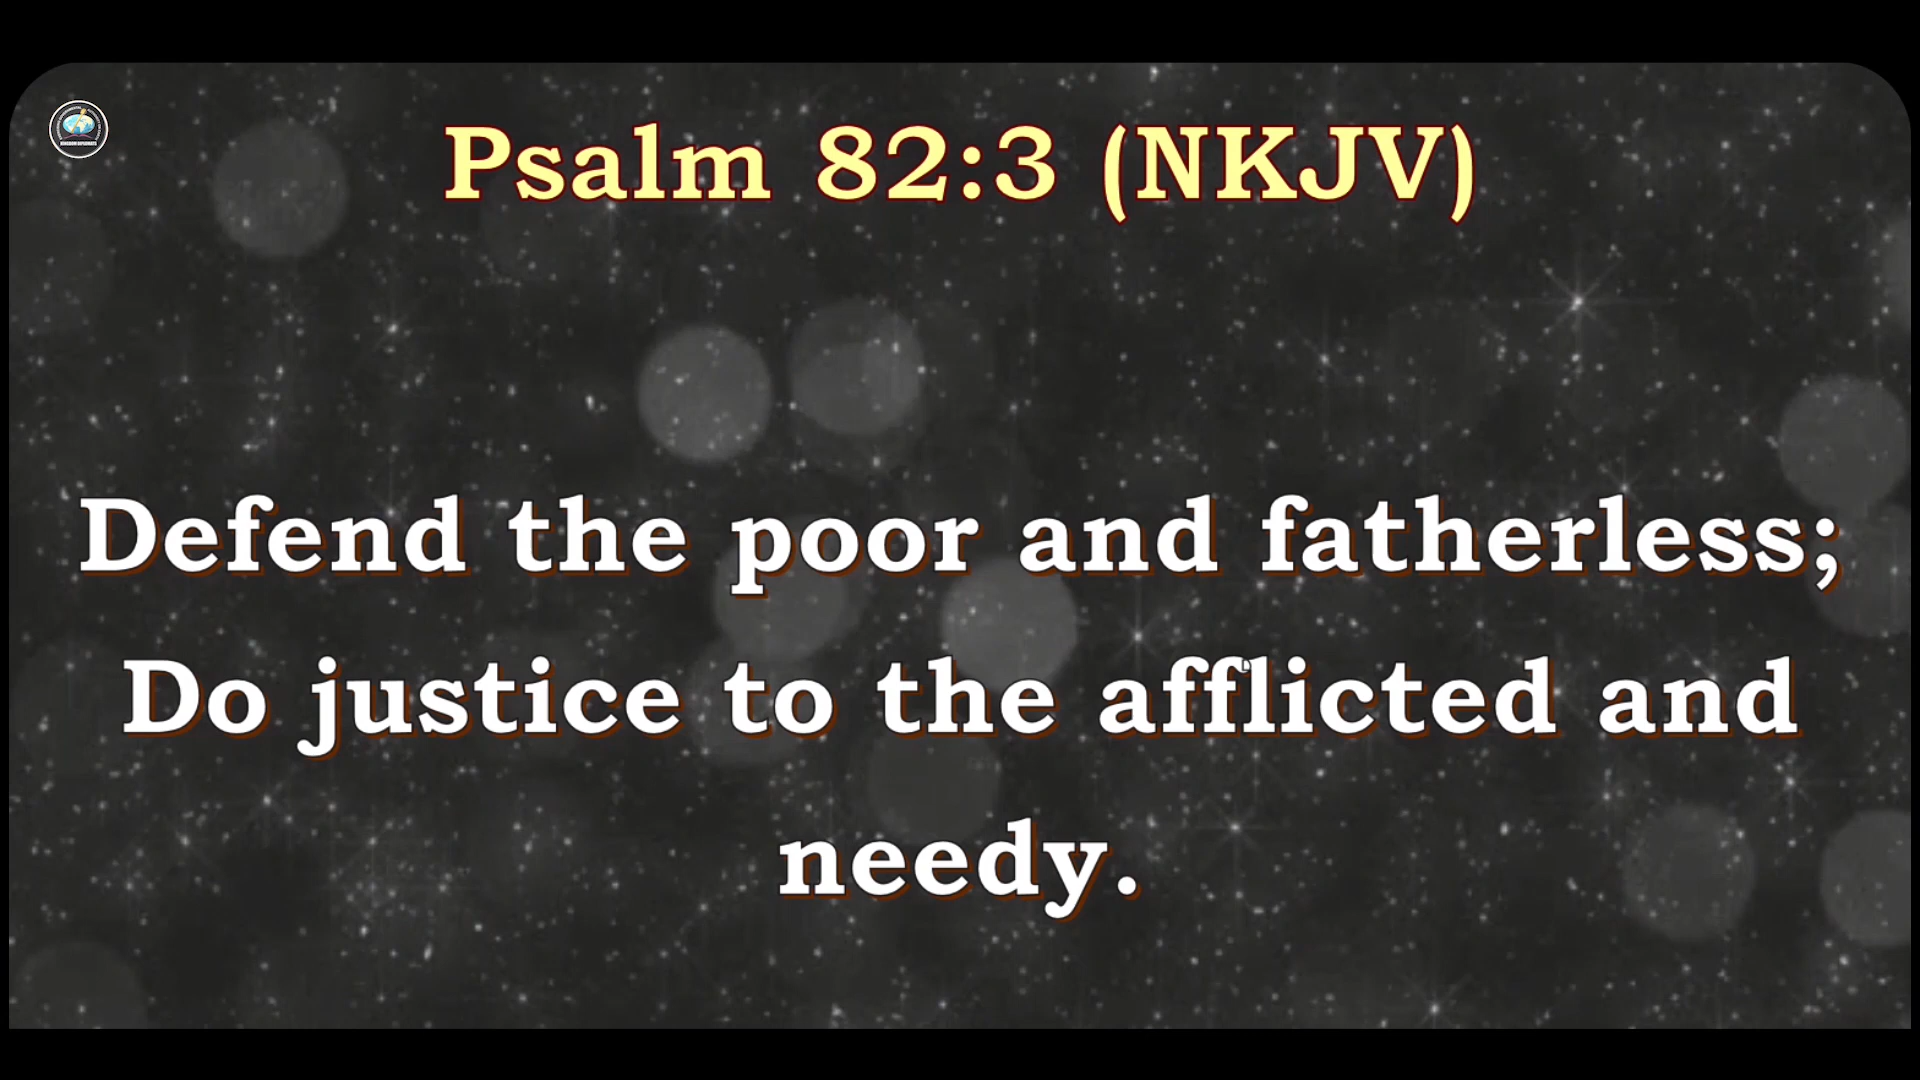 Psalm 82:3 (NKJV)
Defend the poor and fatherless;
Do justice to the afflicted and
needy.